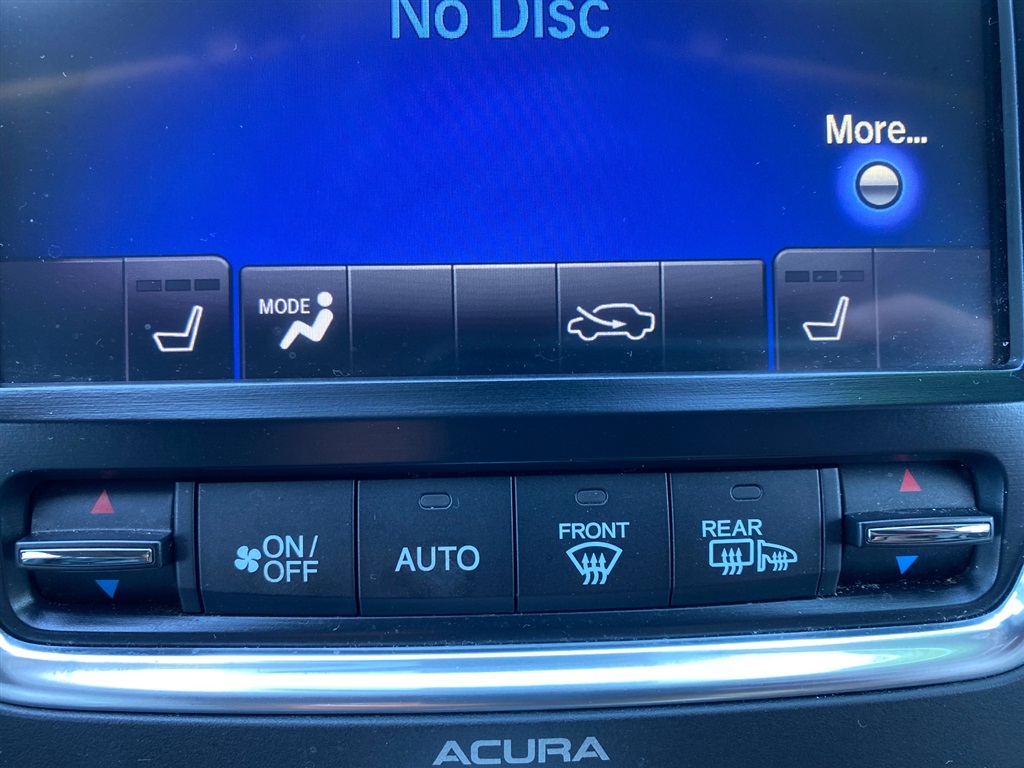 No Disc
More...
MODE
ON/
OFF
AUTO
FRONT
REAR
ACURA